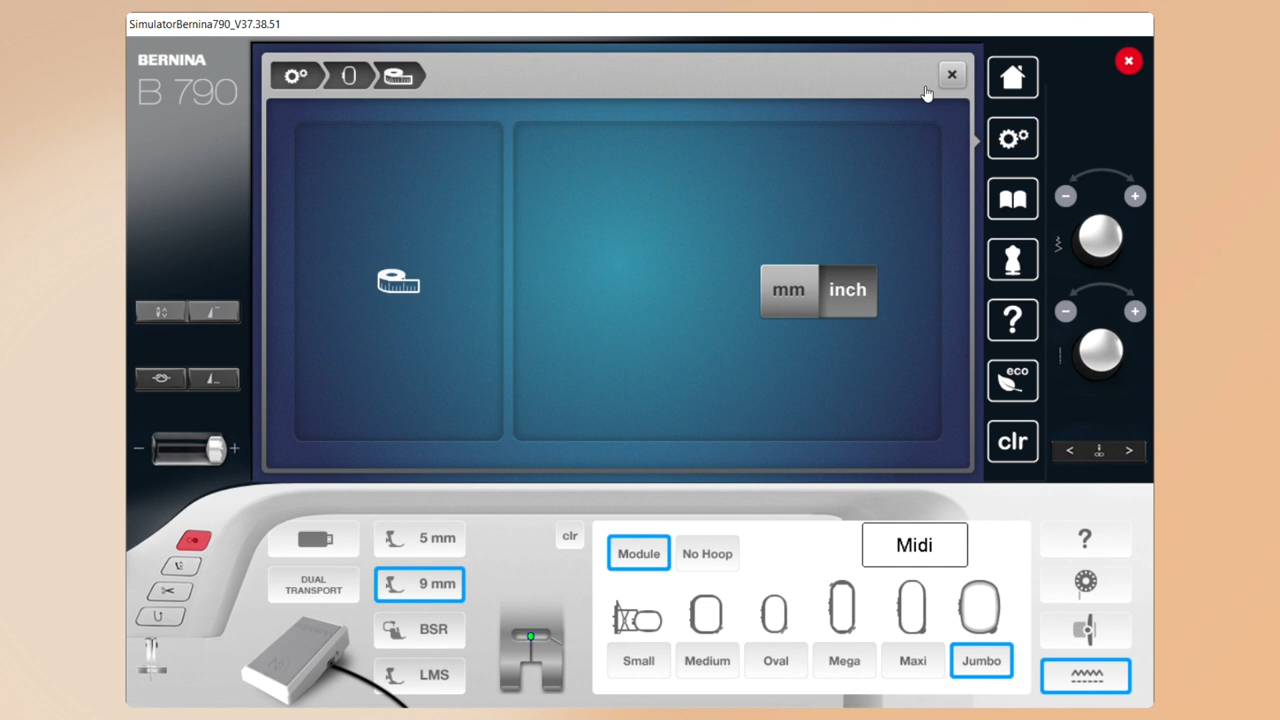 SimulatorBernina790_V37.38.51
BERNINA
B 790
mm inch
?
eco
clr
5 mm
9 mm
BSR
LMS
DUAL
TRANSPORT
clr
Module No Hoop Midi
Small Medium Oval Mega Maxi Jumbo
?